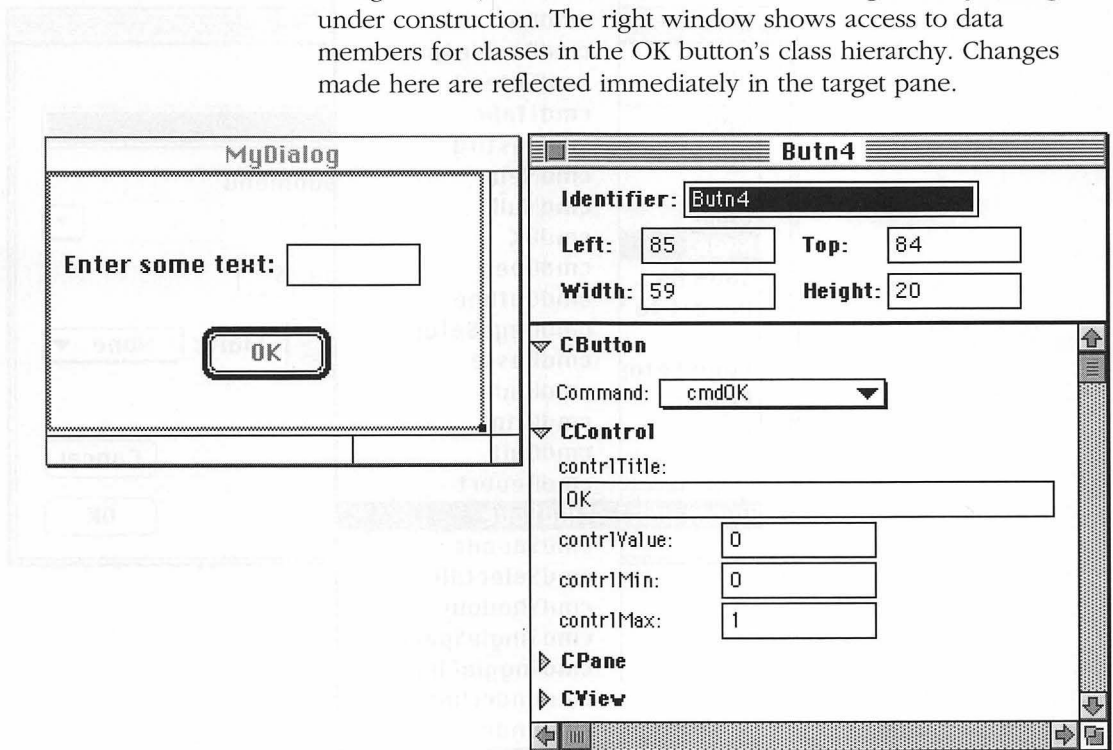 under construction. The right window shows access to data
members for classes in the OK button's class hierarchy. Changes
made here are reflected immediately in the target pane.
MyDialog
Enter some text:
OK
Butn4
Identifier: Butn4
Left: 85 Top: 84
Width: 59 Height: 20
CButton
Command: cmdOK
CControl
contrlTitle:
OK
contrlValue: 0
contrlMin: 0
contrlMax: 1
CPane
CView